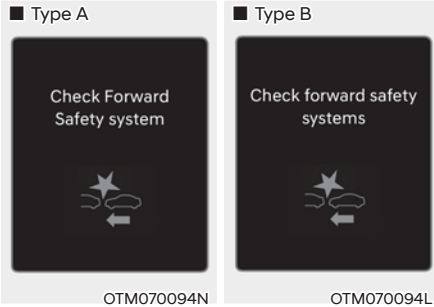 ■ Type A
Check Forward
Safety system
OTM070094N
■ Type B
Check forward safety
systems
OTM070094L